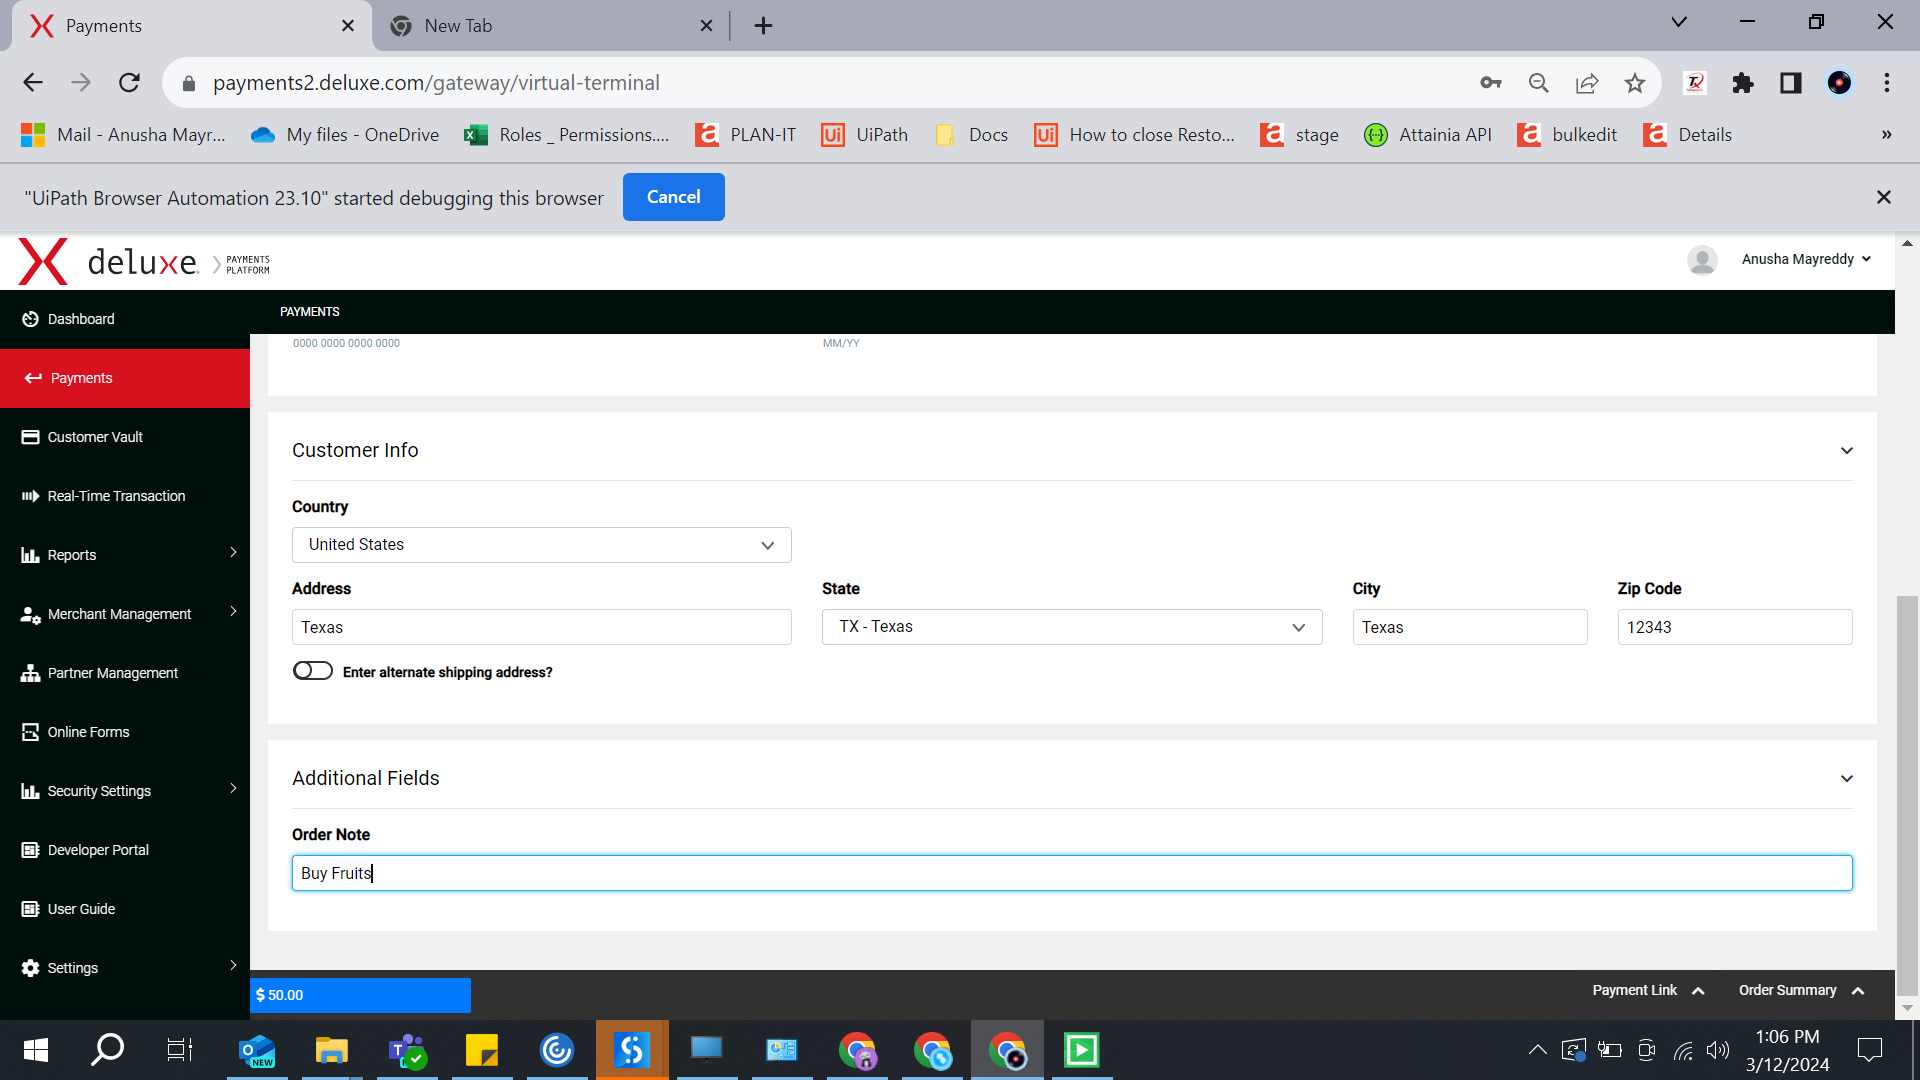 Payments
New Tab
payments2.deluxe.com/gateway/virtual-terminal
Mail - Anusha Mayr...
My files - OneDrive
Roles _ Permissions....
PLAN-IT
UiPath
Docs
How to close Resto...
stage
Attainia API
bulkedit
Details
»
"UiPath Browser Automation 23.10" started debugging this browser
Cancel
deluxe.
PAYMENTS
PLATFORM
Anusha Mayreddy
Dashboard
PAYMENTS
0000 0000 0000 0000
MM/YY
Payments
Customer Vault
Real-Time Transaction
Reports
Merchant Management
Partner Management
Online Forms
Security Settings
Developer Portal
User Guide
Settings
Customer Info
Country
United States
Address
State
City
Zip Code
Texas
TX - Texas
Texas
12343
Enter alternate shipping address?
Additional Fields
Order Note
Buy Fruits
$ 50.00
Payment Link
Order Summary
NEW
1:06 PM
3/12/2024